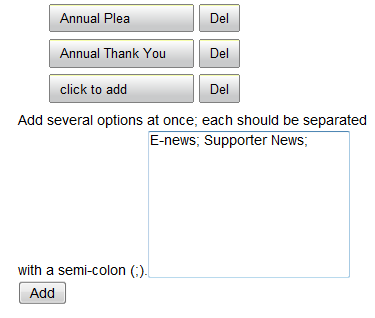 Annual Plea Del
Annual Thank You Del
click to add Del
Add several options at once; each should be separated
E-news; Supporter News;
with a semi-colon (;).
Add